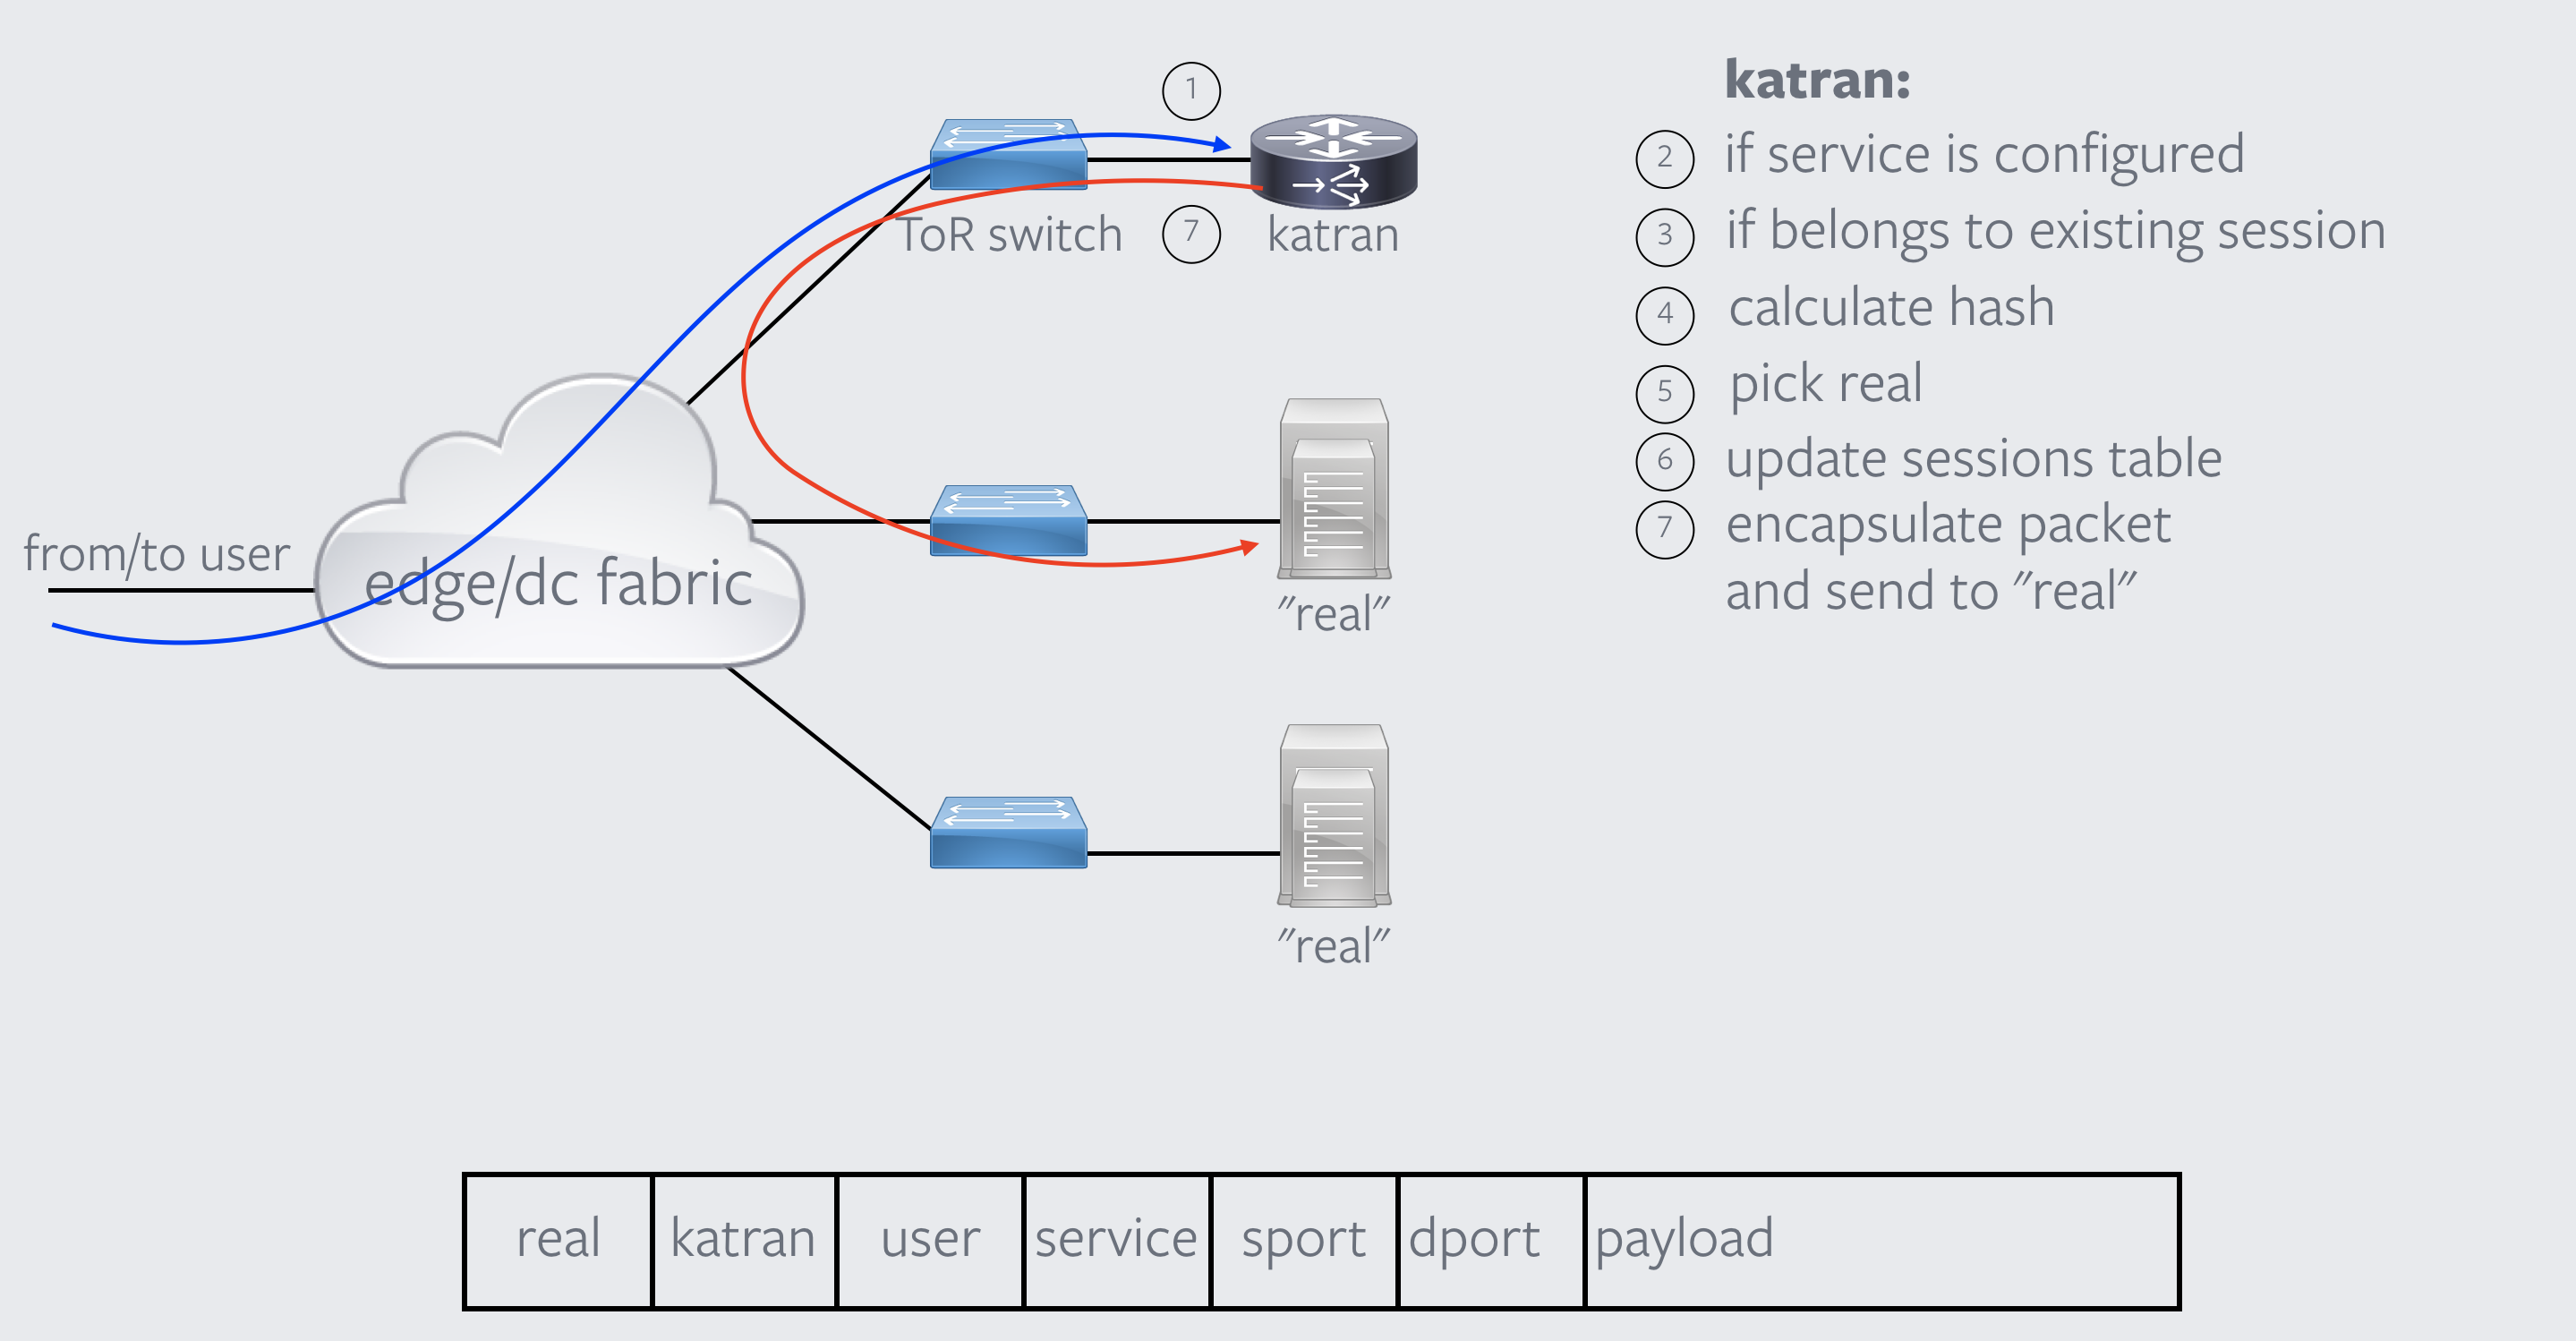 1
ToR switch
7
katran
from/to user
edge/dc fabric
"real"
"real"
katran:
2 if service is configured
3 if belongs to existing session
4 calculate hash
5 pick real
6 update sessions table
7 encapsulate packet
and send to "real"
real katran user service sport dport payload